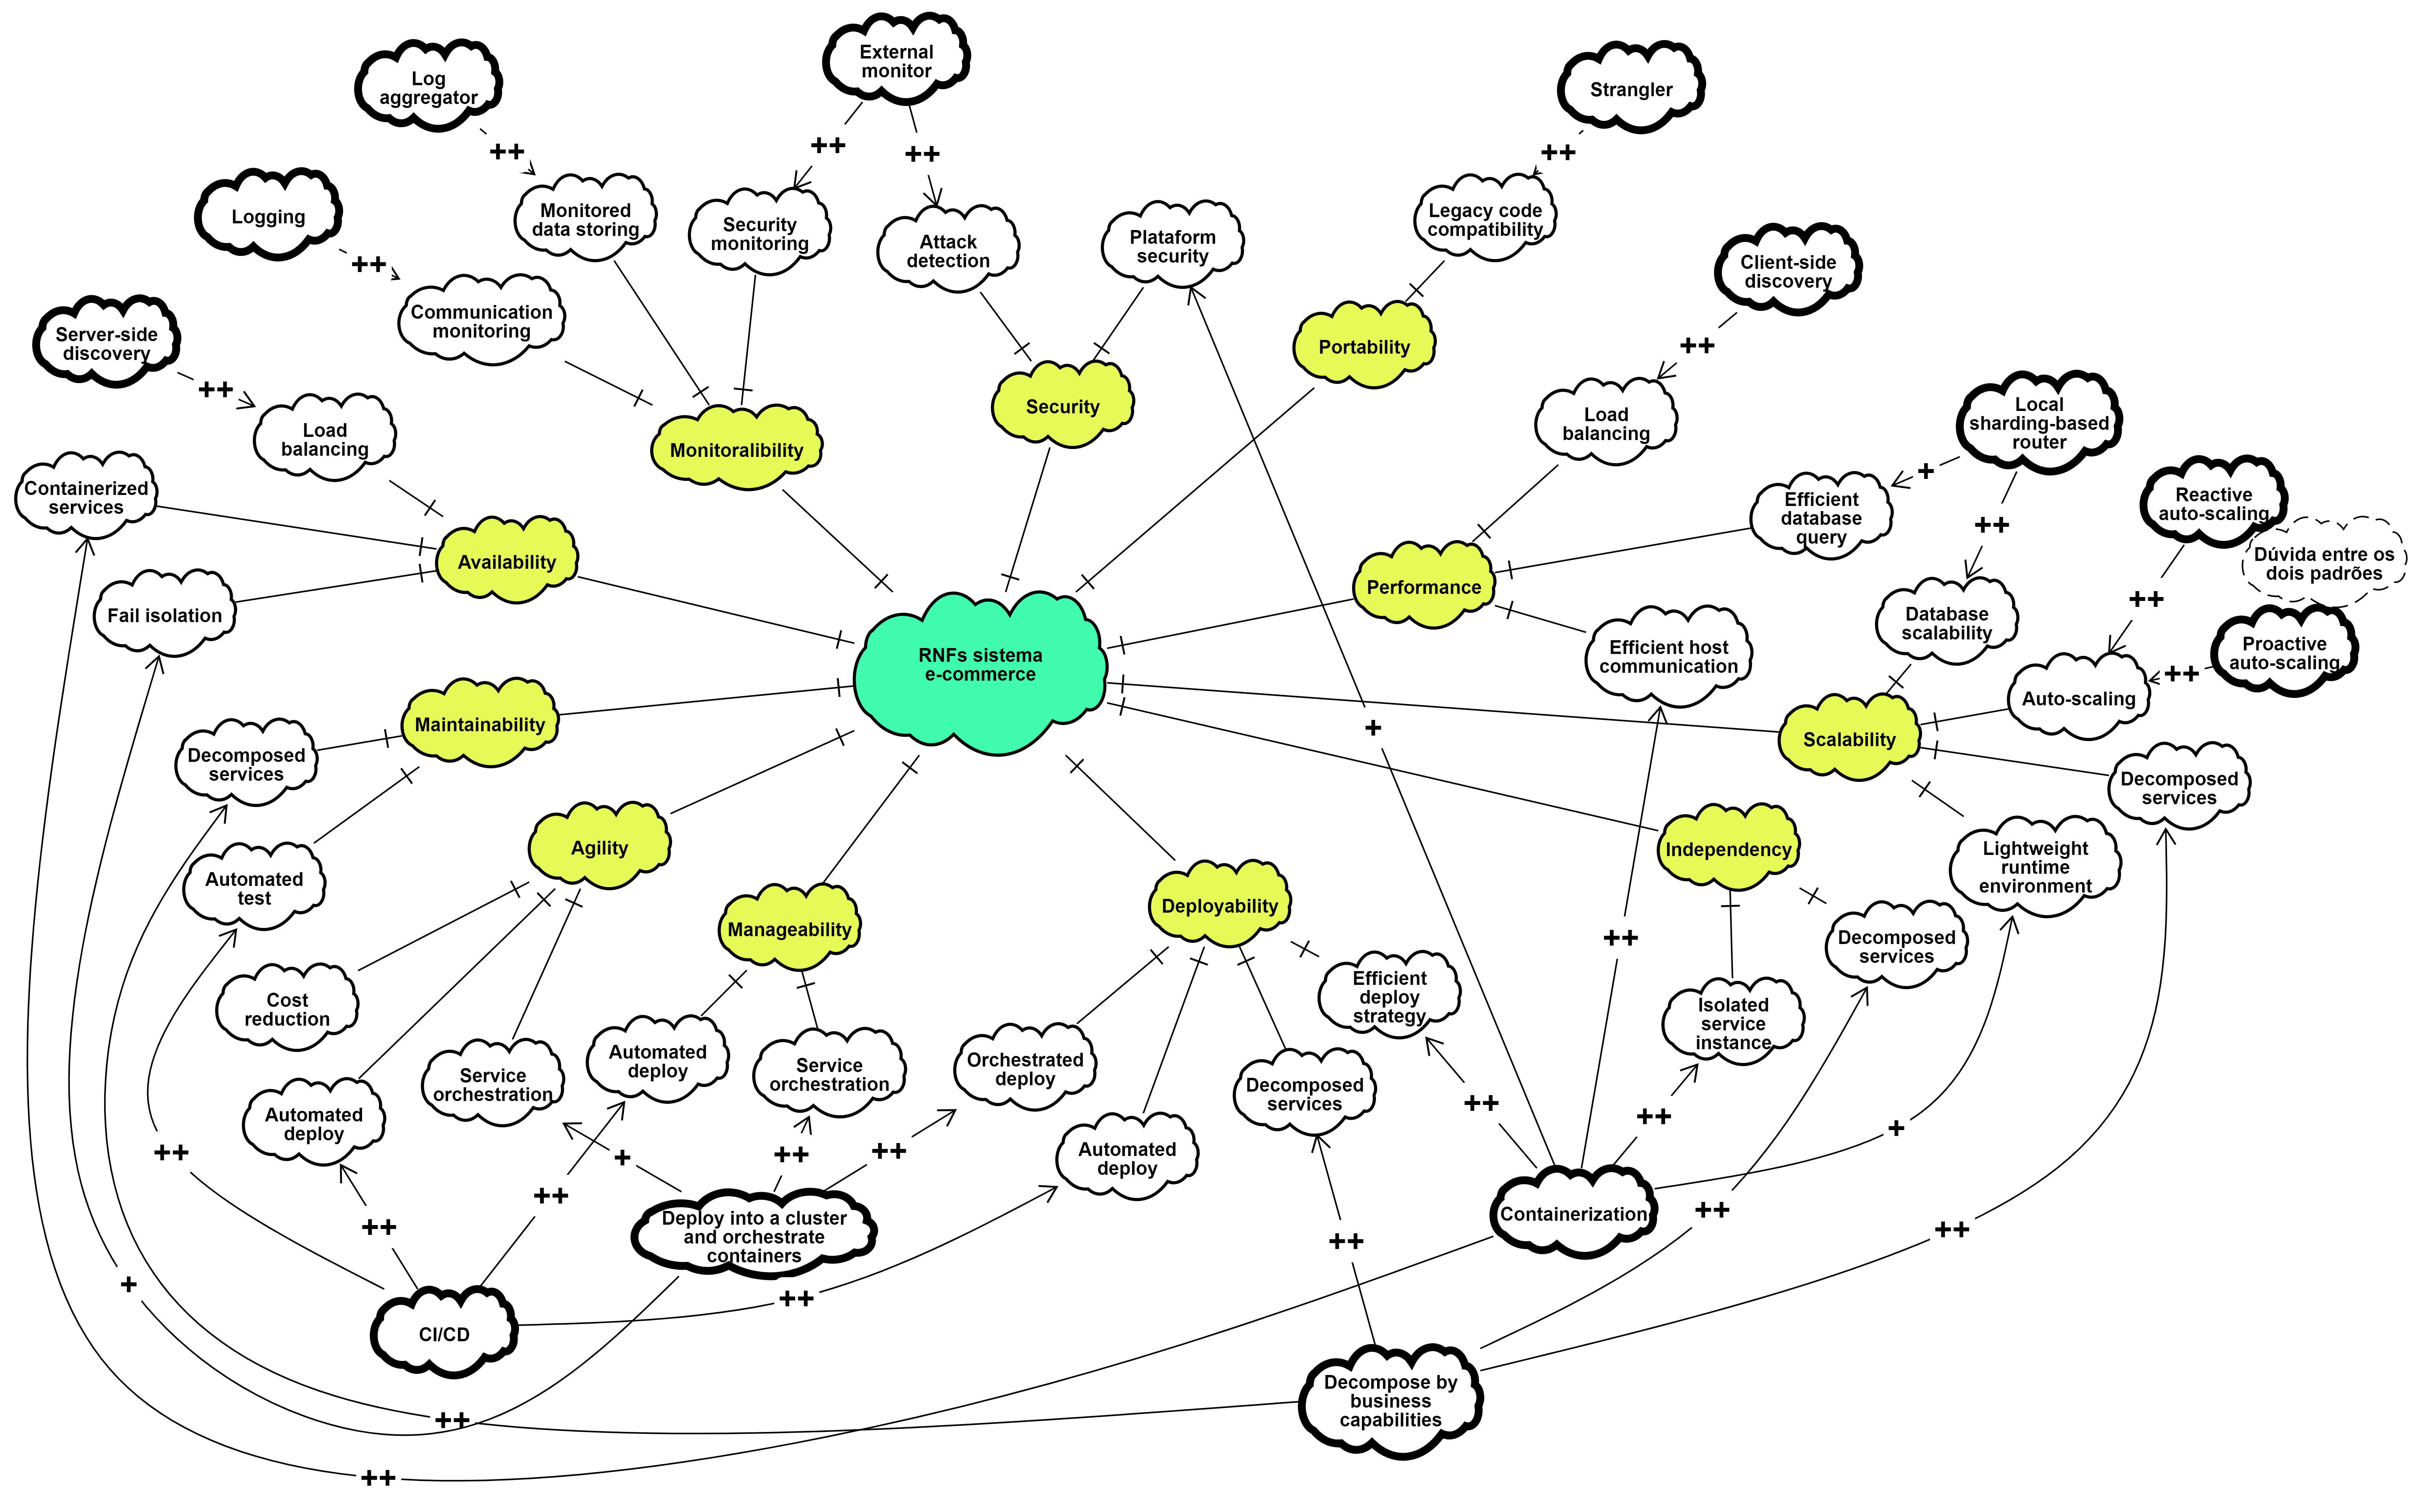 External
monitor
Log
aggregator
Strangler
++
++
++
++
Logging
Monitored
data storing
Security
monitoring
Attack
detection
Plataform
security
Legacy code
compatibility
++
Client-side
discovery
Communication
monitoring
Server-side
discovery
++
Portability
++
Load
balancing
Monitoralibility
Security
Load
balancing
Local
sharding-based
router
+
Containerized
services
Efficient
database
query
Reactive
auto-scaling
++
Dúvida entre os
dois padrões
Availability
Performance
++
Fail isolation
Database
scalability
RNFs sistema
e-commerce
Efficient host
communication
Proactive
auto-scaling
++
Auto-scaling
Maintainability
+
Scalability
Decomposed
services
Decomposed
services
Agility
Independency
Lightweight
runtime
environment
Automated
test
Manageability
Deployability
++
Decomposed
services
Cost
reduction
Efficient
deploy
strategy
Isolated
service
instance
Automated
deploy
Service
orchestration
Service
orchestration
Orchestrated
deploy
Decomposed
services
++
++
Automated
deploy
+
++
+
++
++
Automated
deploy
++
++
Deploy into a cluster
and orchestrate
containers
Containerization
++
++
++
+
++
CI/CD
Decompose by
business
capabilities
++
++